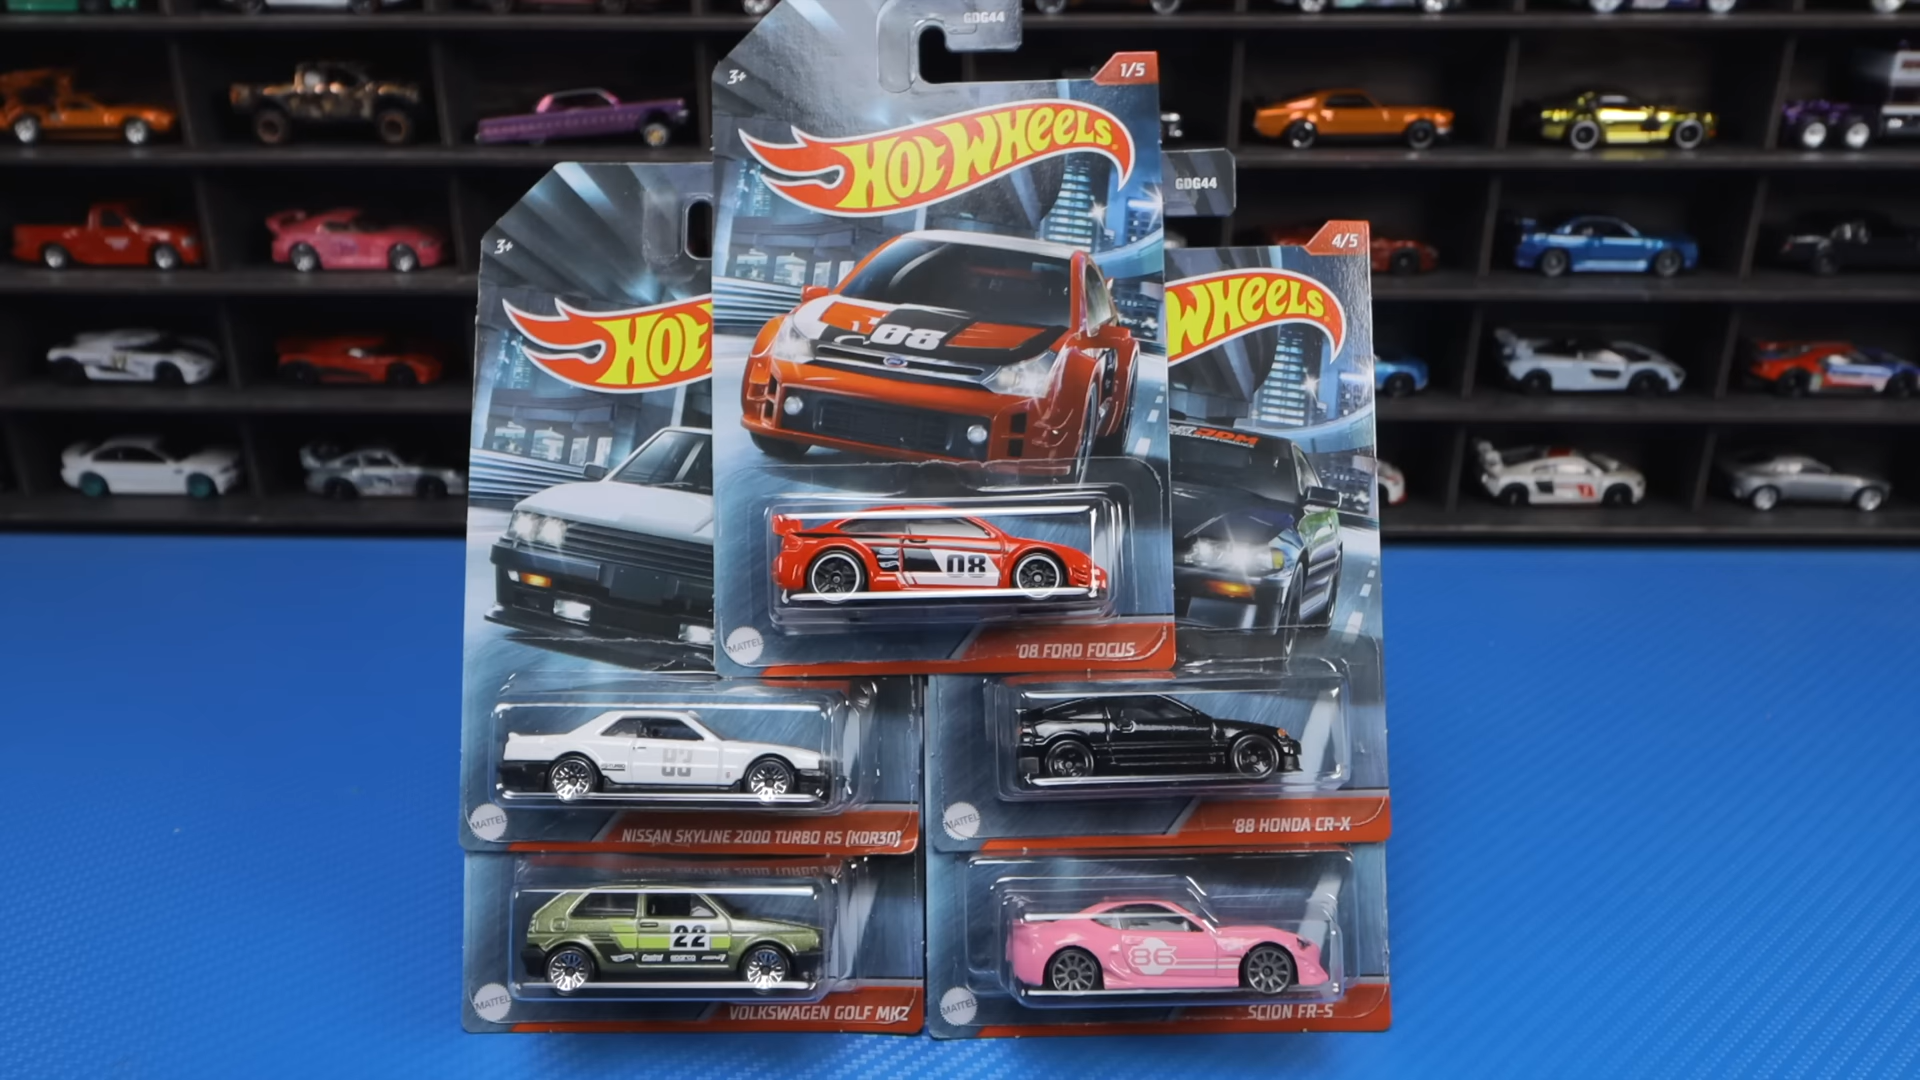 GDG44
3+
1/5
HOT WHEELS
08
08
MATTEL
'08 FORD FOCUS
3+
HOT
83
MATTEL
NISSAN SKYLINE 2000 TURBO RS (KDR30)
GDG44
4/5
WHEELS
MATTEL
'88 HONDA CR-X
22
Castrol
MATTEL
VOLKSWAGEN GOLF MK2
86
MATTEL
SCION FR-S